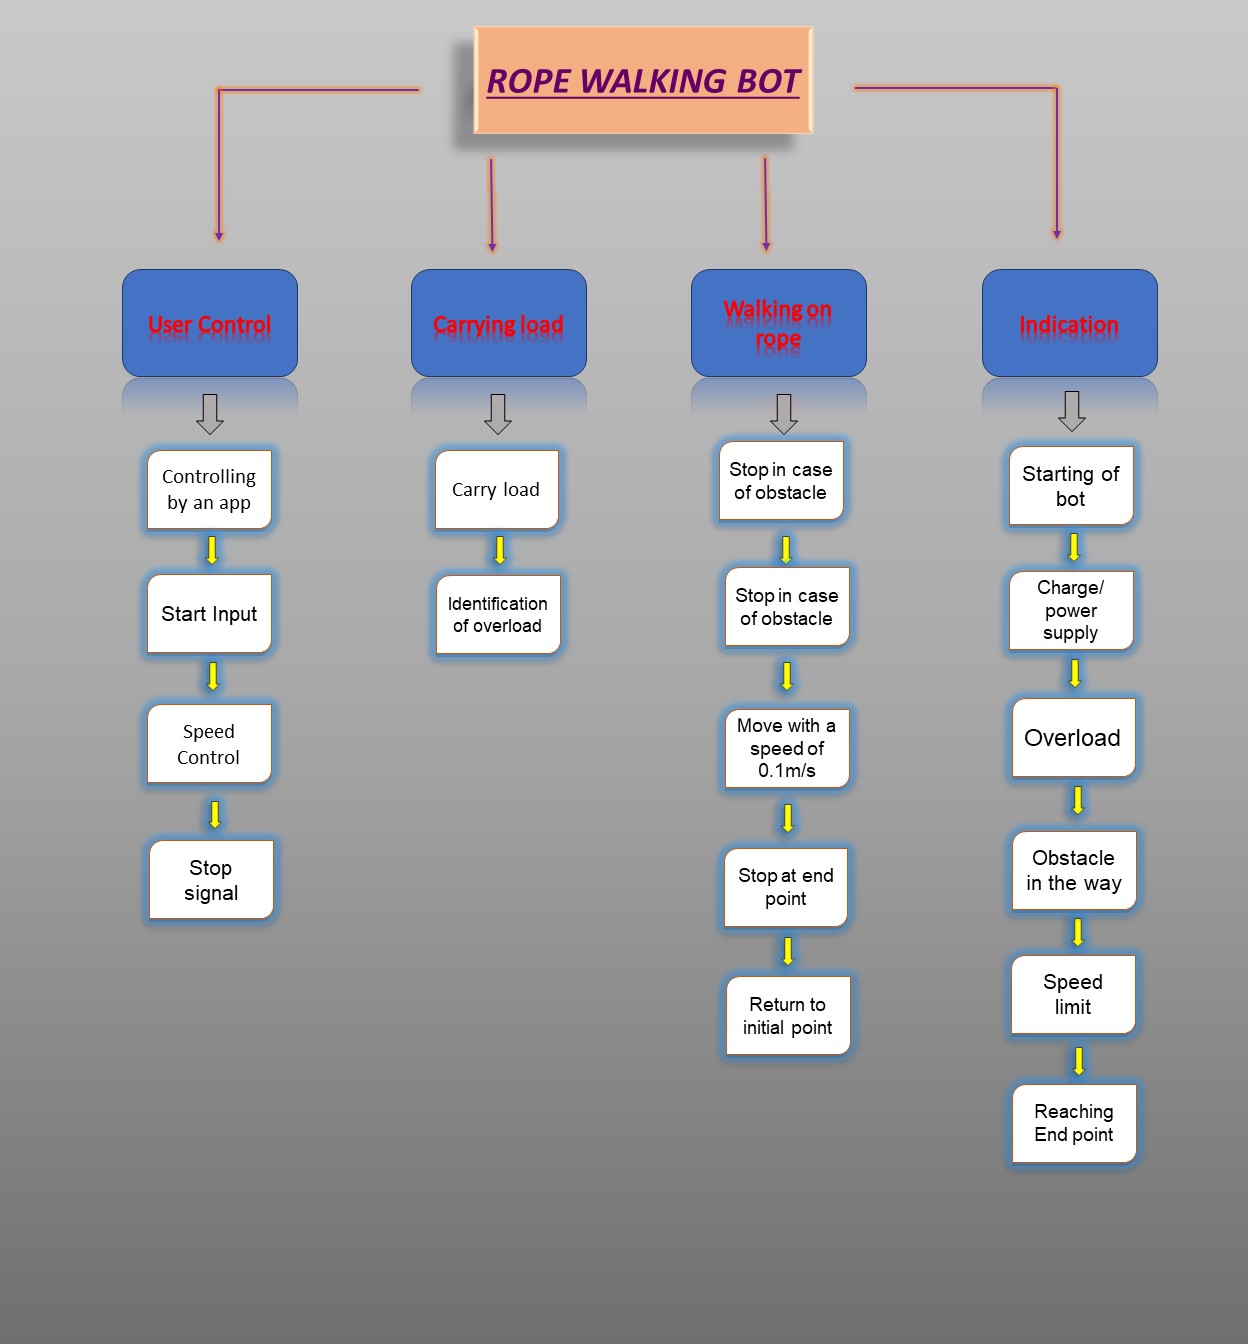 ROPE WALKING BOT
User Control
Controlling
by an app
Start Input
Speed
Control
Stop
signal
Carrying load
Carry load
Identification
of overload
Walking on
rope
Stop in case
of obstacle
Stop in case
of obstacle
Move with a
speed of
0.1m/s
Stop at end
point
Return to
initial point
Indication
Starting of
bot
Charge/
power
supply
Overload
Obstacle
in the way
Speed
limit
Reaching
End point